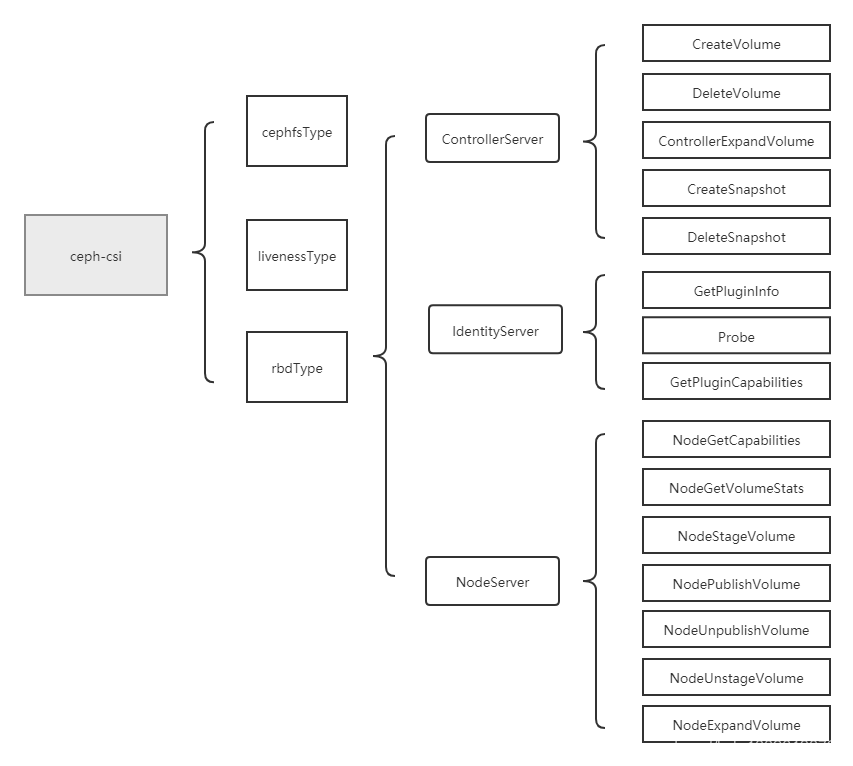 ceph-csi
cephfsType
livenessType
rbdType
ControllerServer
IdentityServer
NodeServer
CreateVolume
DeleteVolume
ControllerExpandVolume
CreateSnapshot
DeleteSnapshot
GetPluginInfo
Probe
GetPluginCapabilities
NodeGetCapabilities
NodeGetVolumeStats
NodeStageVolume
NodePublishVolume
NodeUnpublishVolume
NodeUnstageVolume
NodeExpandVolume